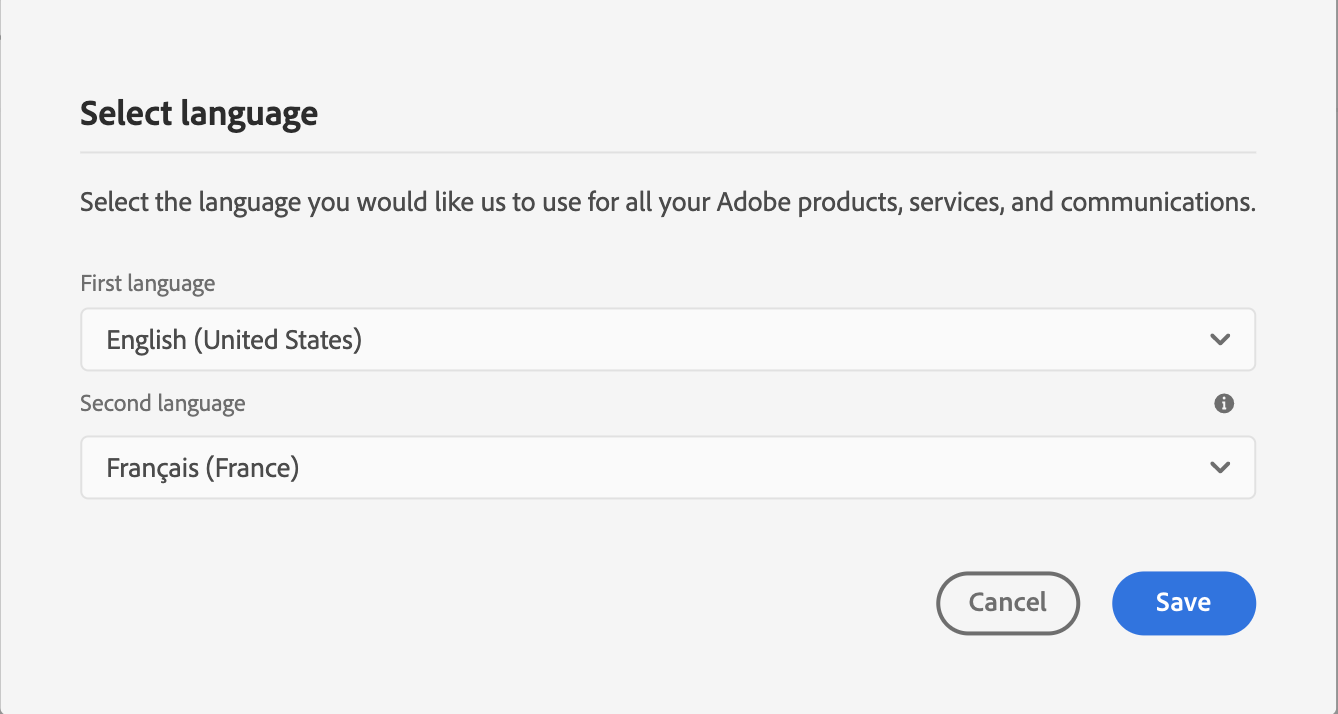 Select language
Select the language you would like us to use for all your Adobe products, services, and communications.
First language
English (United States)
Second language
Français (France)
Cancel
Save